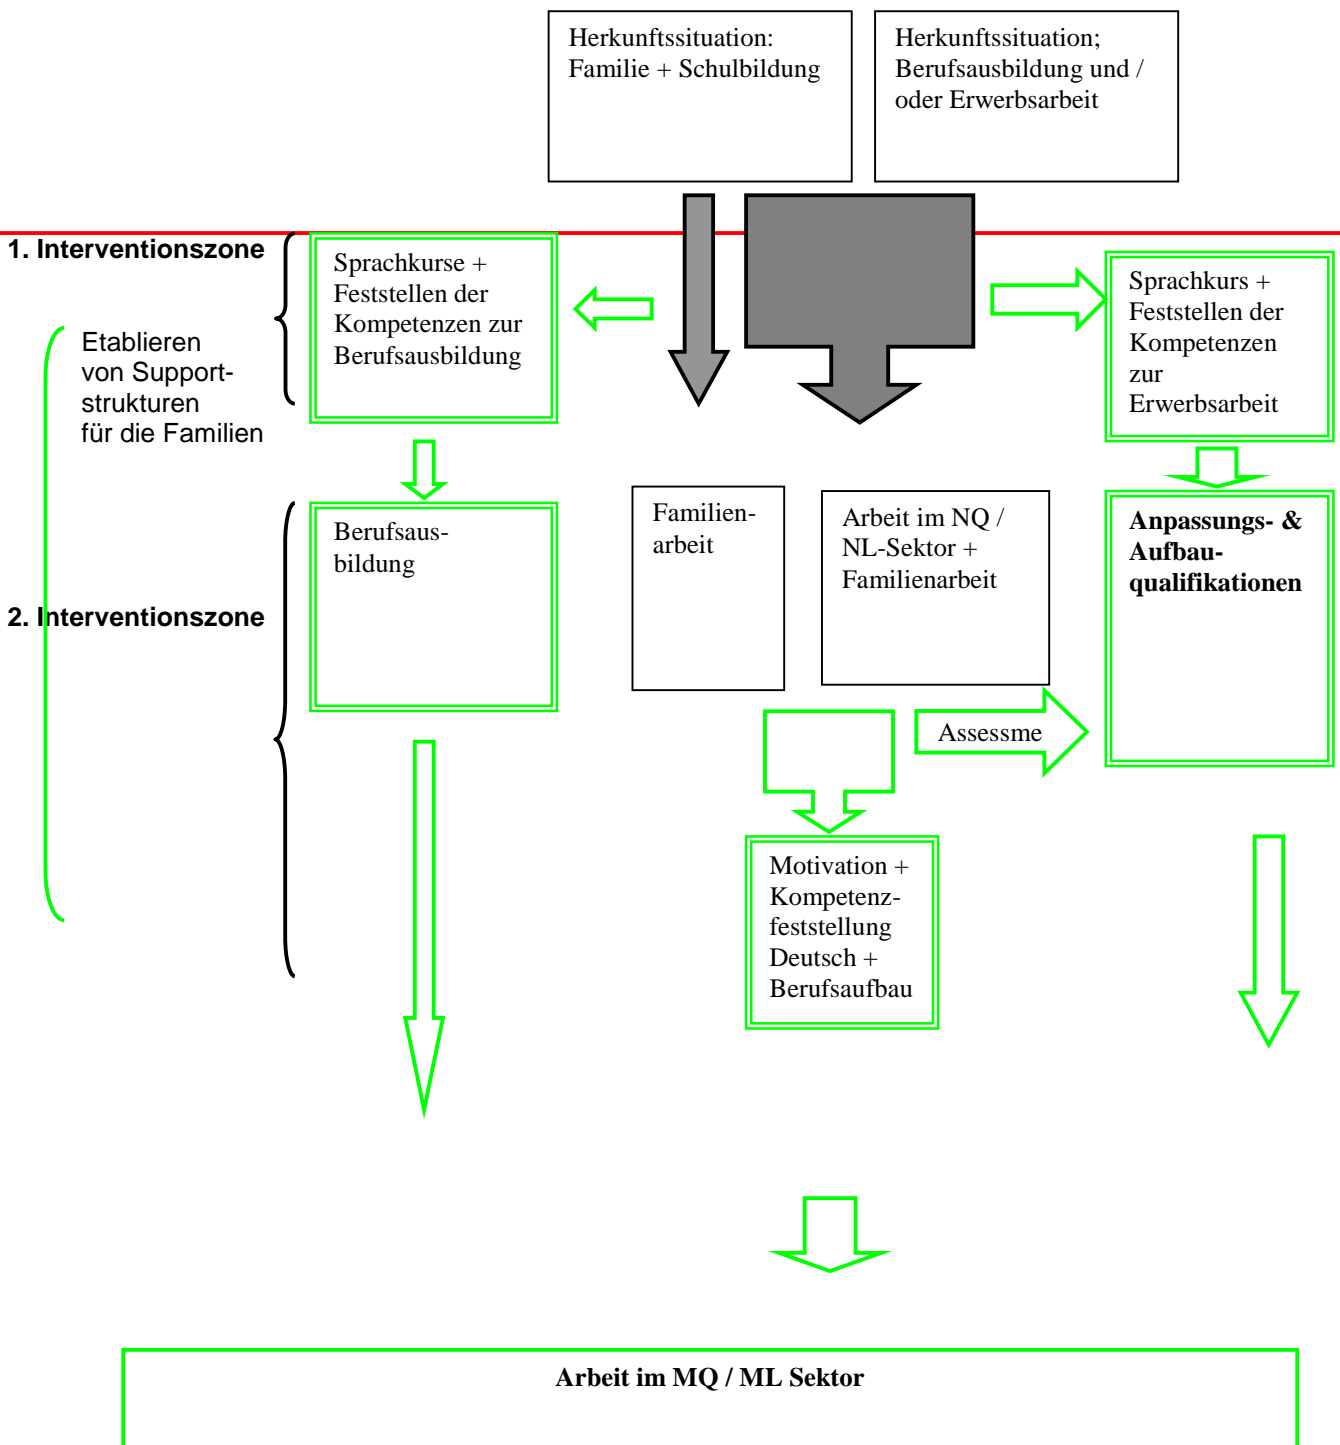 Herkunftssituation:
Familie + Schulbildung
Herkunftssituation;
Berufsausbildung und /
oder Erwerbsarbeit
1. Interventionszone
Etablieren
von Support-
strukturen
für die Familien
Sprachkurse +
Feststellen der
Kompetenzen zur
Berufsausbildung
Sprachkurs +
Feststellen der
Kompetenzen
zur
Erwerbsarbeit
2. Interventionszone
Berufsaus-
bildung
Familien-
arbeit
Arbeit im NQ /
NL-Sektor +
Familienarbeit
Anpassungs- &
Aufbau-
qualifikationen
Assessme
Motivation +
Kompetenz-
feststellung
Deutsch +
Berufsaufbau
Arbeit im MQ / ML Sektor